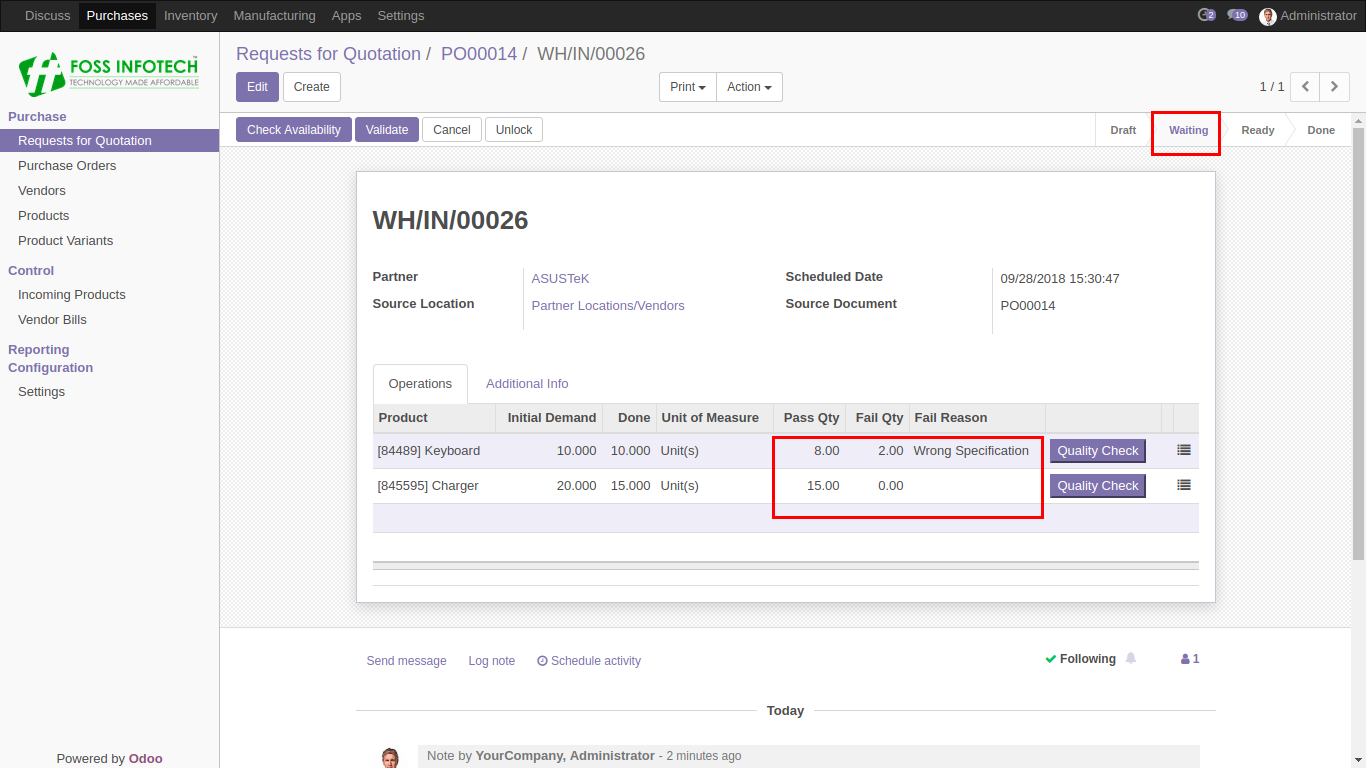 Discuss Purchases Inventory Manufacturing Apps Settings 2 10 Administrator
FOSS INFOTECH
TECHNOLOGY MADE AFFORDABLE
Purchase
Requests for Quotation
Purchase Orders
Vendors
Products
Product Variants
Control
Incoming Products
Vendor Bills
Reporting
Configuration
Settings
Powered by Odoo
Requests for Quotation / PO00014 / WH/IN/00026
Edit Create Print Action 1 / 1
Check Availability Validate Cancel Unlock Draft Waiting Ready Done
WH/IN/00026
Partner ASUSTeK Scheduled Date 09/28/2018 15:30:47
Source Location Partner Locations/Vendors Source Document PO00014
Operations Additional Info
Product Initial Demand Done Unit of Measure Pass Qty Fail Qty Fail Reason
[84489] Keyboard 10.000 10.000 Unit(s) 8.00 2.00 Wrong Specification Quality Check
[845595] Charger 20.000 15.000 Unit(s) 15.00 0.00 Quality Check
Send message Log note Schedule activity Following 1
Today
Note by YourCompany, Administrator - 2 minutes ago